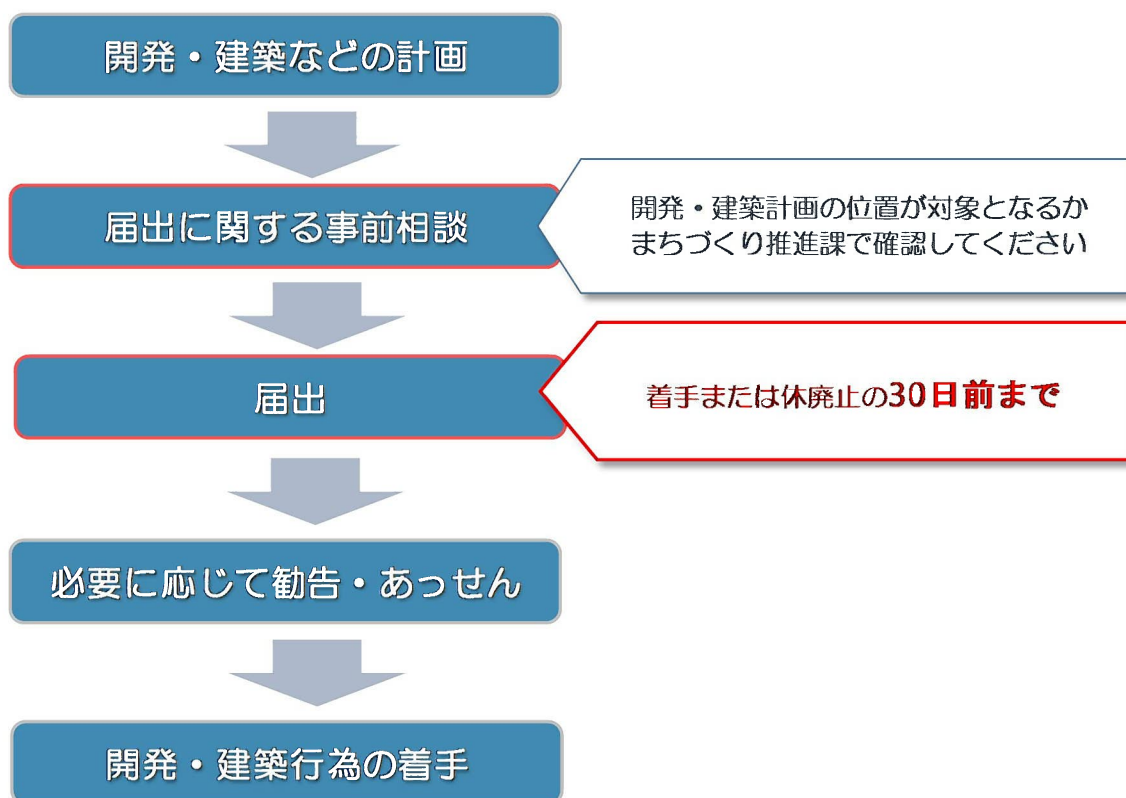 開発・建築などの計画
届出に関する事前相談
開発・建築計画の位置が対象となるか
まちづくり推進課で確認してください
届出
着手または休廃止の30日前まで
必要に応じて勧告・あっせん
開発・建築行為の着手